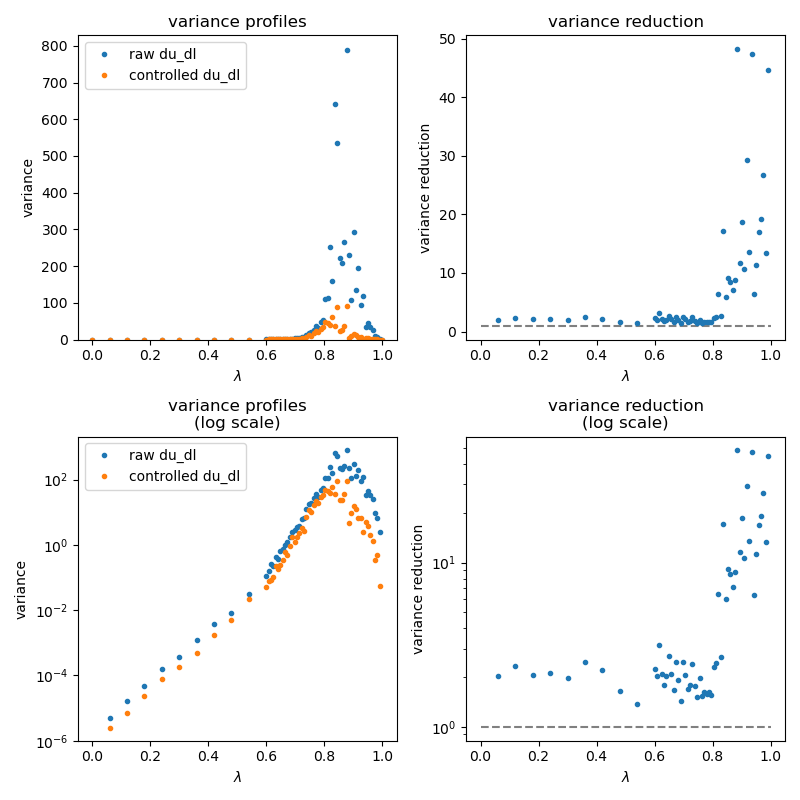 variance profiles
variance
800
700
600
500
400
300
200
100
0
raw du_dl
controlled du_dl
0.0 0.2 0.4 0.6 0.8 1.0
λ
variance reduction
variance reduction
50
40
30
20
10
0
0.0 0.2 0.4 0.6 0.8 1.0
λ
variance profiles
(log scale)
variance
10²
10⁰
10⁻²
10⁻⁴
10⁻⁶
raw du_dl
controlled du_dl
0.0 0.2 0.4 0.6 0.8 1.0
λ
variance reduction
(log scale)
variance reduction
10¹
10⁰
0.0 0.2 0.4 0.6 0.8 1.0
λ